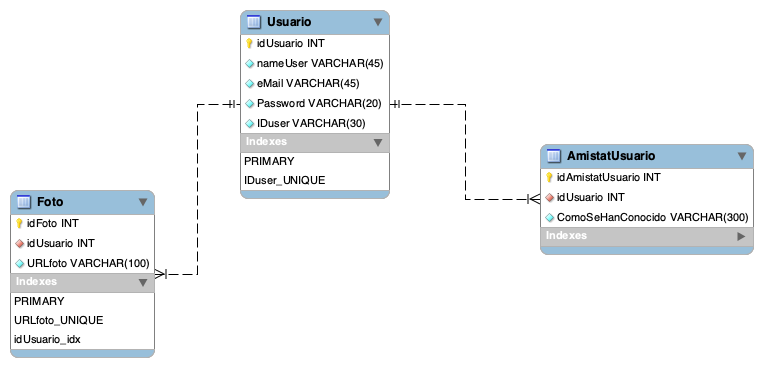 Usuario
idUsuario INT
nameUser VARCHAR(45)
eMail VARCHAR(45)
Password VARCHAR(20)
IDuser VARCHAR(30)
Indexes
PRIMARY
IDuser_UNIQUE
AmistatUsuario
idAmistatUsuario INT
idUsuario INT
ComoSeHanConocido VARCHAR(300)
Indexes
Foto
idFoto INT
idUsuario INT
URLfoto VARCHAR(100)
Indexes
PRIMARY
URLfoto_UNIQUE
idUsuario_idx